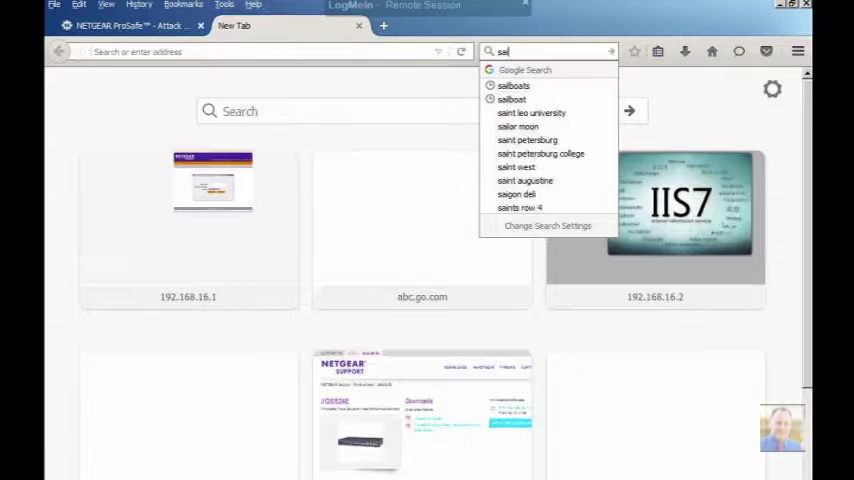 LogMeIn - Remote Session
File Edit View History Bookmarks Tools Help
NETGEAR ProSafe™ - Attack ...
New Tab
Search or enter address
sai
Google Search
sailboats
sailboat
saint leo university
sailor moon
saint petersburg
saint petersburg college
saint west
saint augustine
saigon deli
saints row 4
Change Search Settings
Search
IIS7
192.168.16.1
abc.go.com
192.168.16.2
NETGEAR
SUPPORT
JGS524E
Downloads